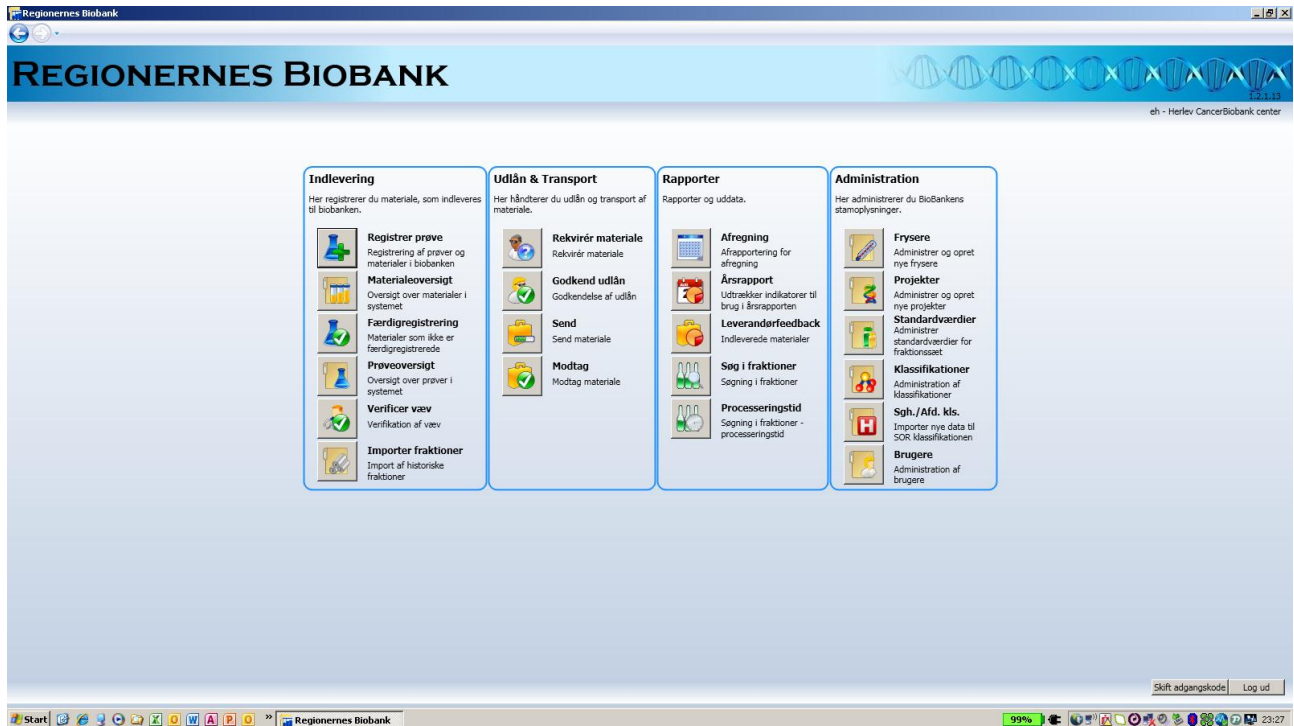 Regionernes Biobank
REGIONERNES BIOBANK
1.2.1.13
eh - Herlev CancerBiobank center
Indlevering
Her registrerer du materiale, som indleveres
til biobanken.
Registrer prøve
Registrering af prøver og
materialer i biobanken
Materialeoversigt
Oversigt over materialer i
systemet
Færdigregistrering
Materialer som ikke er
færdigregistrerede
Prøveoversigt
Oversigt over prøver i
systemet
Verificer væv
Verifikation af væv
Importer fraktioner
Import af historiske
fraktioner
Udlån & Transport
Her håndterer du udlån og transport af
materiale.
Rekvirér materiale
Rekvirér materiale
Godkend udlån
Godkendelse af udlån
Send
Send materiale
Modtag
Modtag materiale
Rapporter
Rapporter og uddata.
Afregning
Afrapportering for
afregning
Årsrapport
Udtrækker indikatorer til
brug i årsrapporten
Leverandørfeedback
Indleverede materialer
Søg i fraktioner
Søgning i fraktioner
Processeringstid
Søgning i fraktioner -
processeringstid
Administration
Her administrerer du BioBankens
stamoplysninger.
Frysere
Administrer og opret
nye frysere
Projekter
Administrer og opret
nye projekter
Standardværdier
Administrer
standardværdier for
fraktionssæt
Klassifikationer
Administration af
klassifikationer
Sgh./Afd. kls.
Importer nye data til
SOR klassifikationen
Brugere
Administration af
brugere
Skift adgangskode
Log ud
Start
Regionernes Biobank
99%
23:27